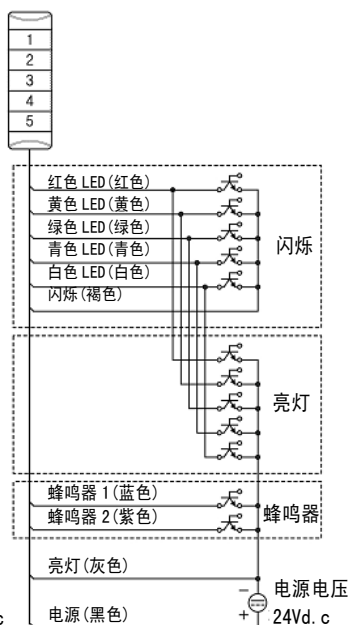 1
2
3
4
5
红色 LED(红色)
黄色 LED(黄色)
绿色 LED(绿色)
青色 LED(青色)
白色 LED(白色)
闪烁(褐色)
闪烁
亮灯
蜂鸣器 1(蓝色)
蜂鸣器 2(紫色)
蜂鸣器
亮灯(灰色)
电源(黑色)
- 电源电压
+ 24Vd.c
c